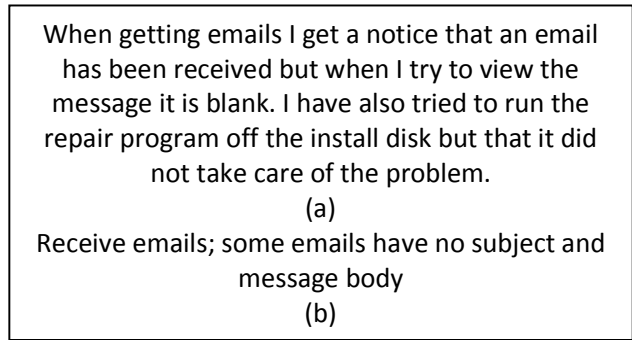 When getting emails I get a notice that an email
has been received but when I try to view the
message it is blank. I have also tried to run the
repair program off the install disk but that it did
not take care of the problem.
(a)
Receive emails; some emails have no subject and
message body
(b)